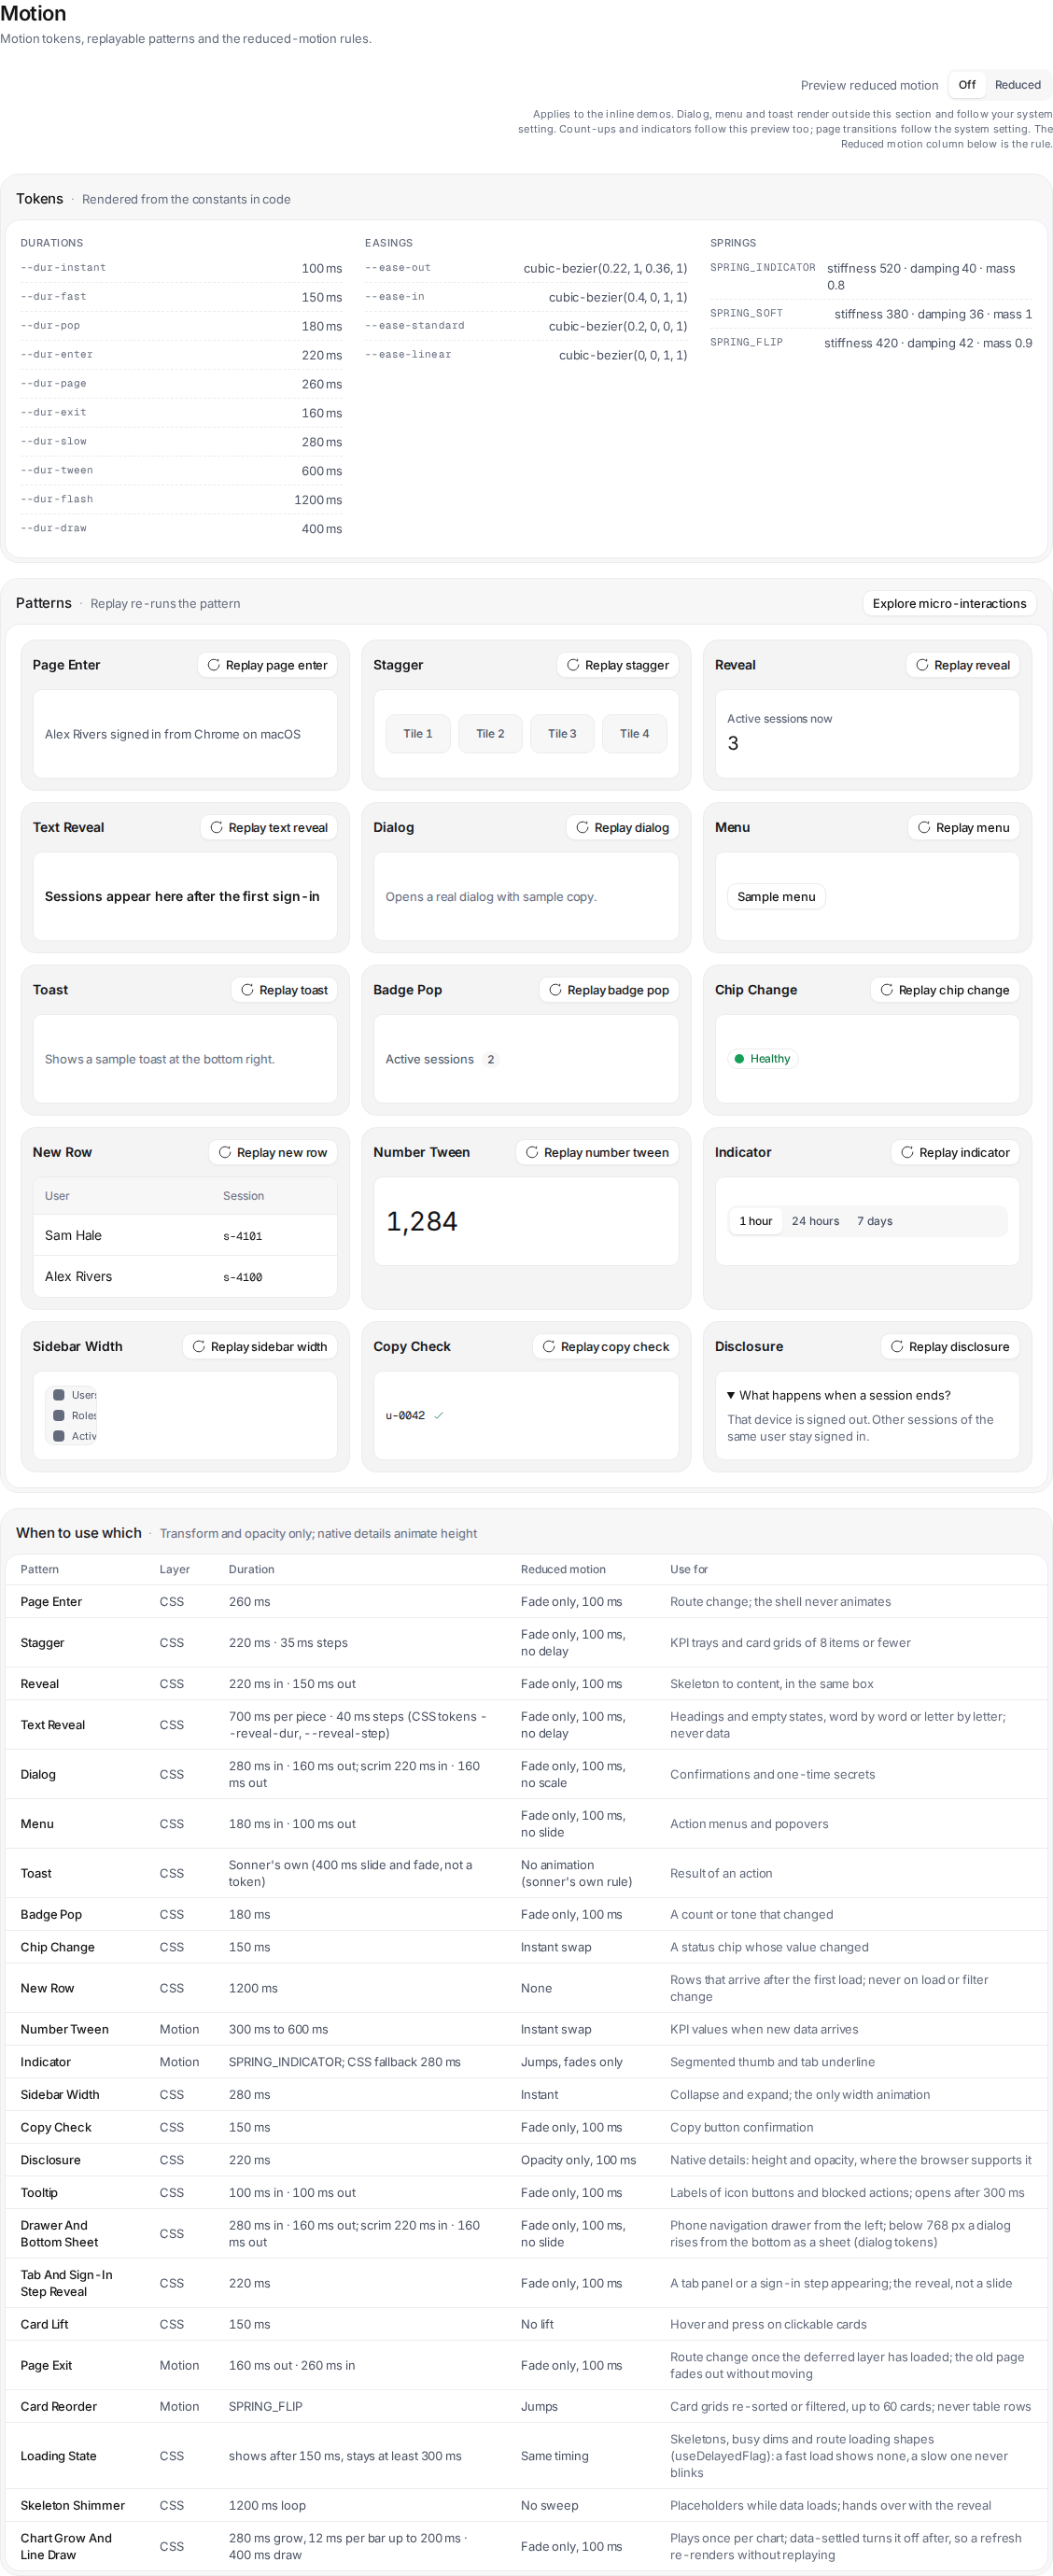 Motion
Motion tokens, replayable patterns and the reduced-motion rules.
Preview reduced motion Off Reduced
Applies to the inline demos. Dialog, menu and toast render outside this section and follow your system
setting. Count-ups and indicators follow this preview too; page transitions follow the system setting. The
Reduced motion column below is the rule.
Tokens · Rendered from the constants in code
DURATIONS
--dur-instant 100 ms
--dur-fast 150 ms
--dur-pop 180 ms
--dur-enter 220 ms
--dur-page 260 ms
--dur-exit 160 ms
--dur-slow 280 ms
--dur-tween 600 ms
--dur-flash 1200 ms
--dur-draw 400 ms
EASINGS
--ease-out cubic-bezier(0.22, 1, 0.36, 1)
--ease-in cubic-bezier(0.4, 0, 1, 1)
--ease-standard cubic-bezier(0.2, 0, 0, 1)
--ease-linear cubic-bezier(0, 0, 1, 1)
SPRINGS
SPRING_INDICATOR stiffness 520 · damping 40 · mass
0.8
SPRING_SOFT stiffness 380 · damping 36 · mass 1
SPRING_FLIP stiffness 420 · damping 42 · mass 0.9
Patterns · Replay re-runs the pattern Explore micro-interactions
Page Enter Replay page enter
Alex Rivers signed in from Chrome on macOS
Stagger Replay stagger
Tile 1 Tile 2 Tile 3 Tile 4
Reveal Replay reveal
Active sessions now
3
Text Reveal Replay text reveal
Sessions appear here after the first sign-in
Dialog Replay dialog
Opens a real dialog with sample copy.
Menu Replay menu
Sample menu
Toast Replay toast
Shows a sample toast at the bottom right.
Badge Pop Replay badge pop
Active sessions 2
Chip Change Replay chip change
Healthy
New Row Replay new row
User Session
Sam Hale s-4101
Alex Rivers s-4100
Number Tween Replay number tween
1,284
Indicator Replay indicator
1 hour 24 hours 7 days
Sidebar Width Replay sidebar width
Users
Roles
Activ
Copy Check Replay copy check
u-0042
Disclosure Replay disclosure
What happens when a session ends?
That device is signed out. Other sessions of the
same user stay signed in.
When to use which · Transform and opacity only; native details animate height
Pattern Layer Duration Reduced motion Use for
Page Enter CSS 260 ms Fade only, 100 ms Route change; the shell never animates
Stagger CSS 220 ms · 35 ms steps Fade only, 100 ms,
no delay KPI trays and card grids of 8 items or fewer
Reveal CSS 220 ms in · 150 ms out Fade only, 100 ms Skeleton to content, in the same box
Text Reveal CSS 700 ms per piece · 40 ms steps (CSS tokens -
-reveal-dur, --reveal-step) Fade only, 100 ms,
no delay Headings and empty states, word by word or letter by letter;
never data
Dialog CSS 280 ms in · 160 ms out; scrim 220 ms in · 160
ms out Fade only, 100 ms,
no scale Confirmations and one-time secrets
Menu CSS 180 ms in · 100 ms out Fade only, 100 ms,
no slide Action menus and popovers
Toast CSS Sonner's own (400 ms slide and fade, not a
token) No animation
(sonner's own rule) Result of an action
Badge Pop CSS 180 ms Fade only, 100 ms A count or tone that changed
Chip Change CSS 150 ms Instant swap A status chip whose value changed
New Row CSS 1200 ms None Rows that arrive after the first load; never on load or filter
change
Number Tween Motion 300 ms to 600 ms Instant swap KPI values when new data arrives
Indicator Motion SPRING_INDICATOR; CSS fallback 280 ms Jumps, fades only Segmented thumb and tab underline
Sidebar Width CSS 280 ms Instant Collapse and expand; the only width animation
Copy Check CSS 150 ms Fade only, 100 ms Copy button confirmation
Disclosure CSS 220 ms Opacity only, 100 ms Native details: height and opacity, where the browser supports it
Tooltip CSS 100 ms in · 100 ms out Fade only, 100 ms Labels of icon buttons and blocked actions; opens after 300 ms
Drawer And
Bottom Sheet CSS 280 ms in · 160 ms out; scrim 220 ms in · 160
ms out Fade only, 100 ms,
no slide Phone navigation drawer from the left; below 768 px a dialog
rises from the bottom as a sheet (dialog tokens)
Tab And Sign-In
Step Reveal CSS 220 ms Fade only, 100 ms A tab panel or a sign-in step appearing; the reveal, not a slide
Card Lift CSS 150 ms No lift Hover and press on clickable cards
Page Exit Motion 160 ms out · 260 ms in Fade only, 100 ms Route change once the deferred layer has loaded; the old page
fades out without moving
Card Reorder Motion SPRING_FLIP Jumps Card grids re-sorted or filtered, up to 60 cards; never table rows
Loading State CSS shows after 150 ms, stays at least 300 ms Same timing Skeletons, busy dims and route loading shapes
(useDelayedFlag): a fast load shows none, a slow one never
blinks
Skeleton Shimmer CSS 1200 ms loop No sweep Placeholders while data loads; hands over with the reveal
Chart Grow And
Line Draw CSS 280 ms grow, 12 ms per bar up to 200 ms ·
400 ms draw Fade only, 100 ms Plays once per chart; data-settled turns it off after, so a refresh
re-renders without replaying